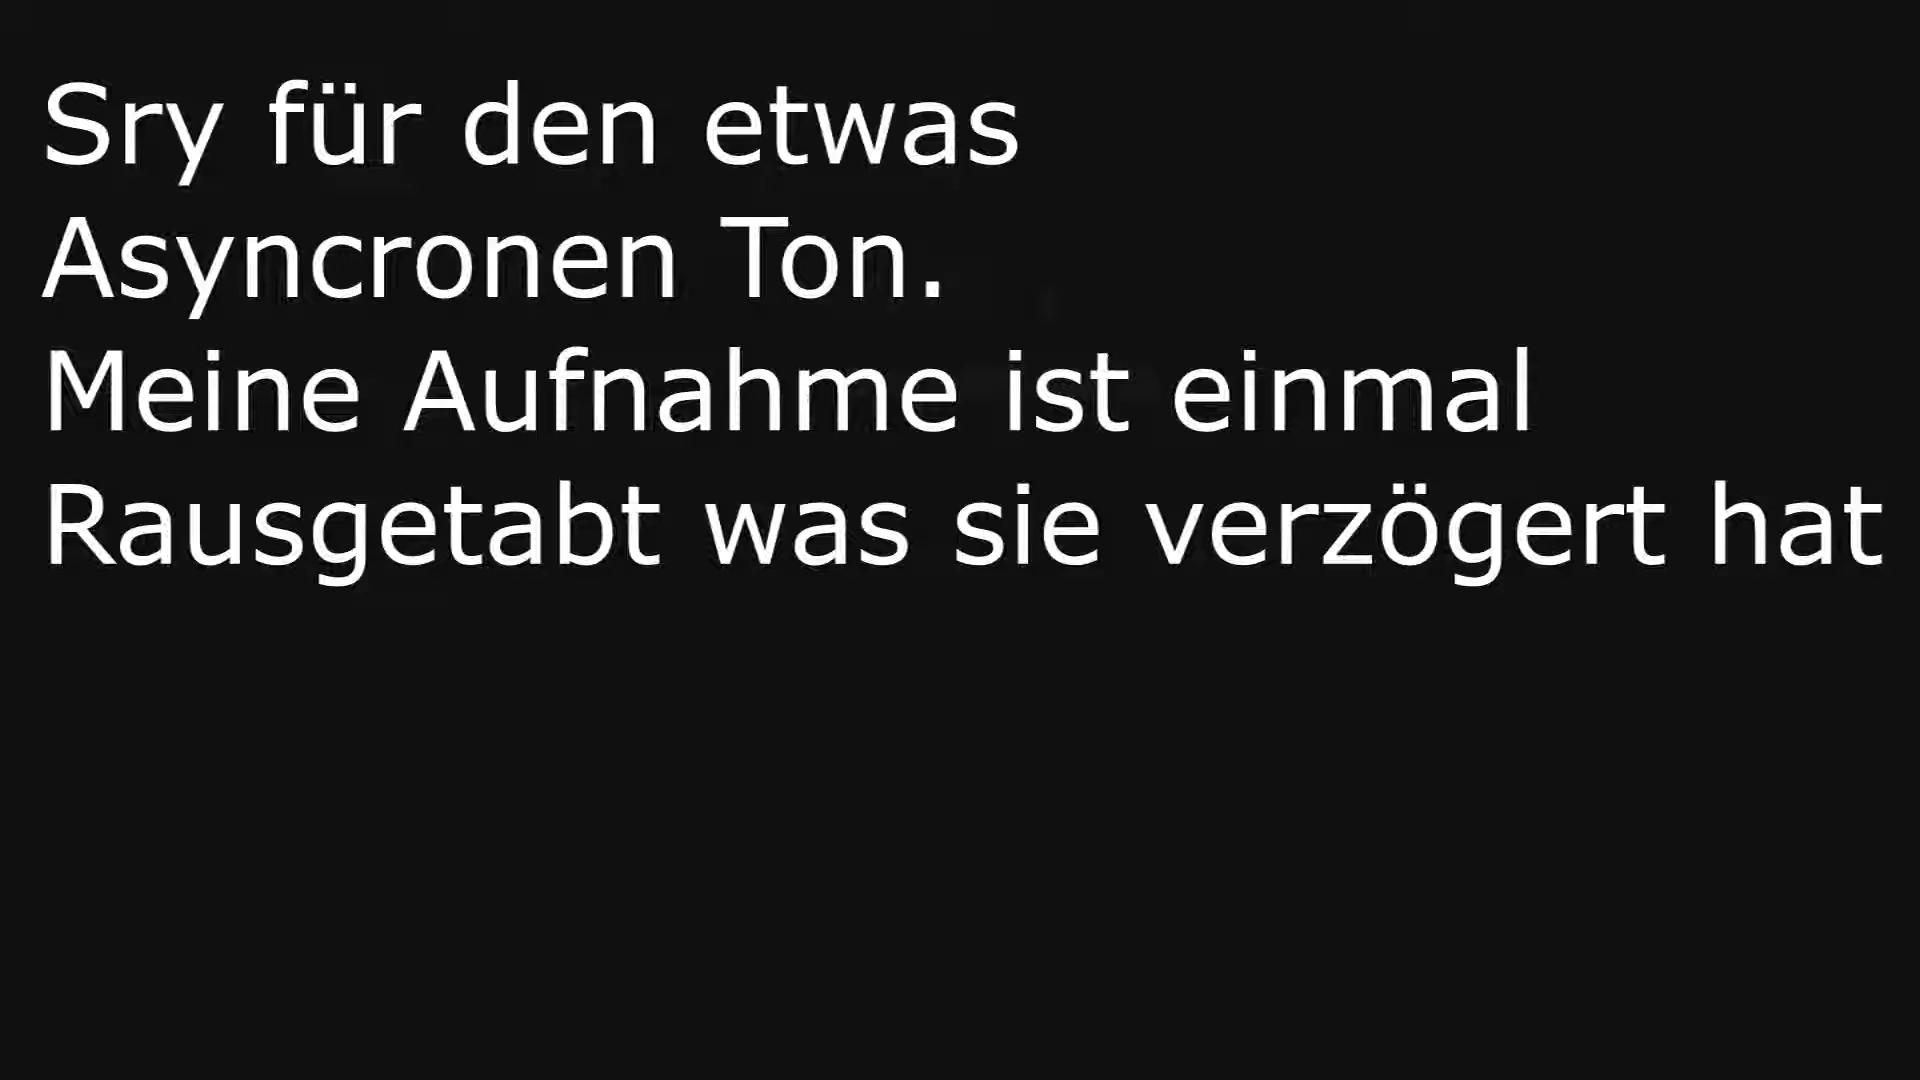 Sry für den etwas
Asyncronen Ton.
Meine Aufnahme ist einmal
Rausgetabt was sie verzögert hat